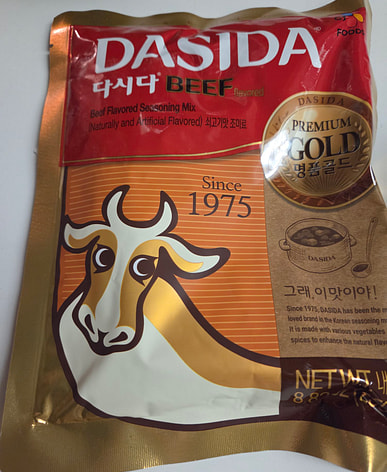 CJ
Foods
DASIDA
다시다 BEEF flavored
Beef Flavored Seasoning Mix
(Naturally and Artificial Flavored) 쇠고기맛 조미료
DASIDA
PREMIUM
GOLD
명품골드
Since
1975
DASIDA
그래, 이맛이야!
Since 1975, DASIDA has been the
loved brand in the Korean seasoning
It is made with various vegetables
spices to enhance the natural
NET WT.